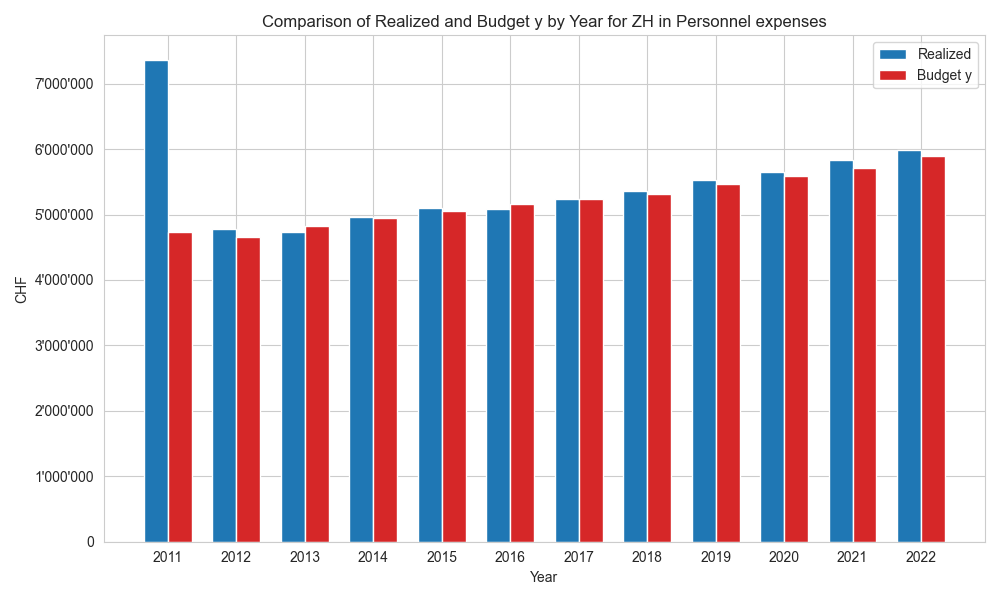 Comparison of Realized and Budget y by Year for ZH in Personnel expenses
Realized
Budget y
7'000'000
6'000'000
5'000'000
4'000'000
3'000'000
2'000'000
1'000'000
0
CHF
2011 2012 2013 2014 2015 2016 2017 2018 2019 2020 2021 2022
Year